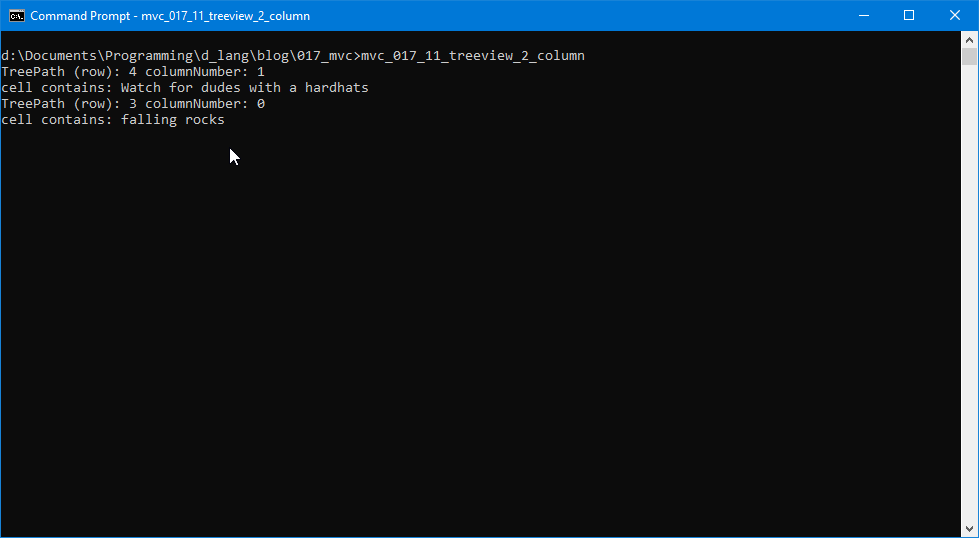 Command Prompt - mvc_017_11_treeview_2_column
d:\Documents\Programming\d_lang\blog\017_mvc>mvc_017_11_treeview_2_column
TreePath (row): 4 columnNumber: 1
cell contains: Watch for dudes with a hardhats
TreePath (row): 3 columnNumber: 0
cell contains: falling rocks